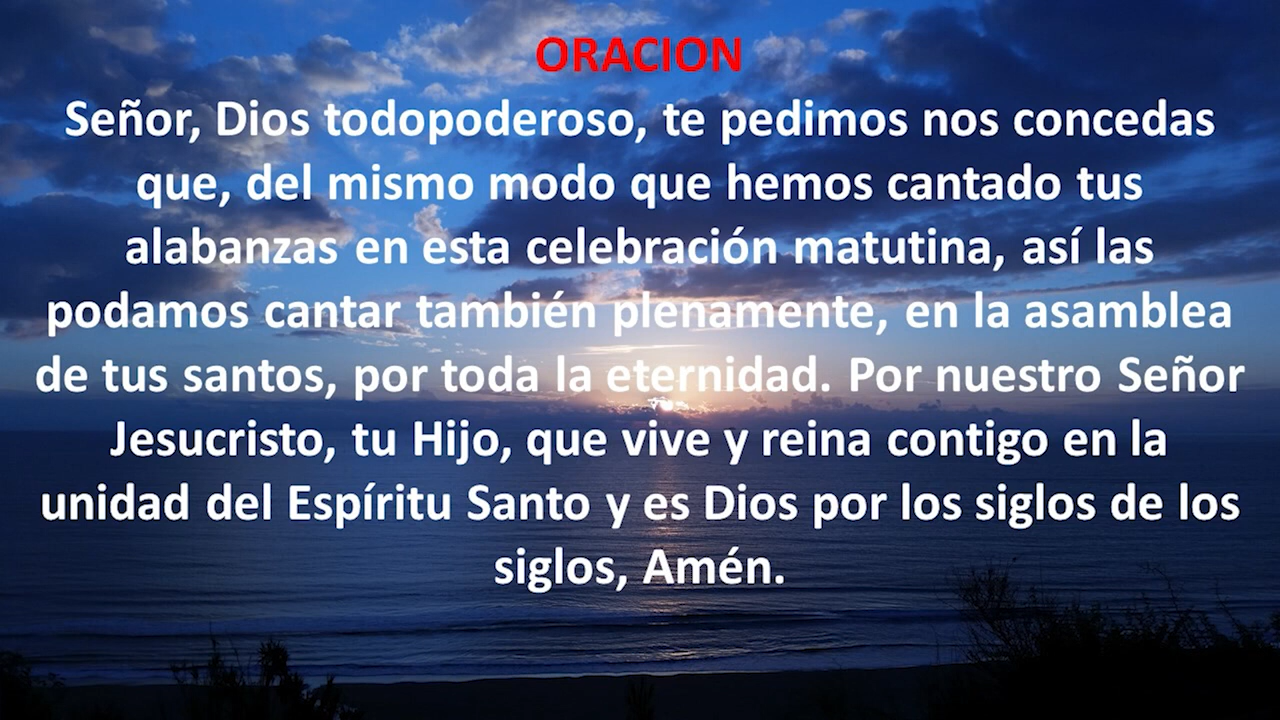 ORACION
Señor, Dios todopoderoso, te pedimos nos concedas
que, del mismo modo que hemos cantado tus
alabanzas en esta celebración matutina, así las
podamos cantar también plenamente, en la asamblea
de tus santos, por toda la eternidad. Por nuestro Señor
Jesucristo, tu Hijo, que vive y reina contigo en la
unidad del Espíritu Santo y es Dios por los siglos de los
siglos, Amén.